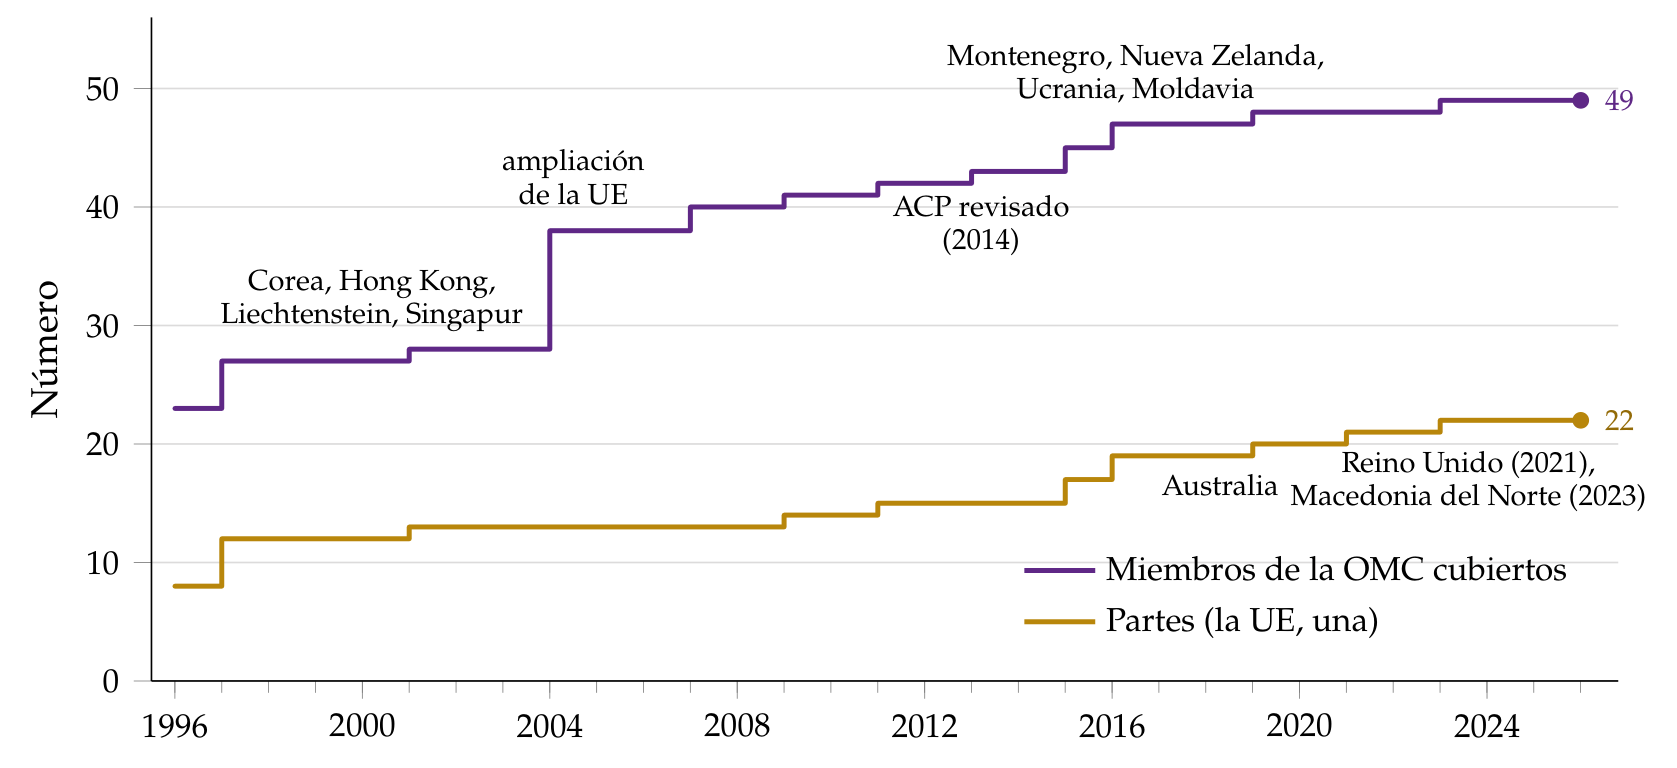 Montenegro, Nueva Zelanda,
Ucrania, Moldavia
50
49
ampliación
de la UE
40
ACP revisado
(2014)
Corea, Hong Kong,
Liechtenstein, Singapur
30
Número
22
20
Reino Unido (2021),
Australia
Macedonia del Norte (2023)
10
Miembros de la OMC cubiertos
Partes (la UE, una)
0
1996 2000 2004 2008 2012 2016 2020 2024